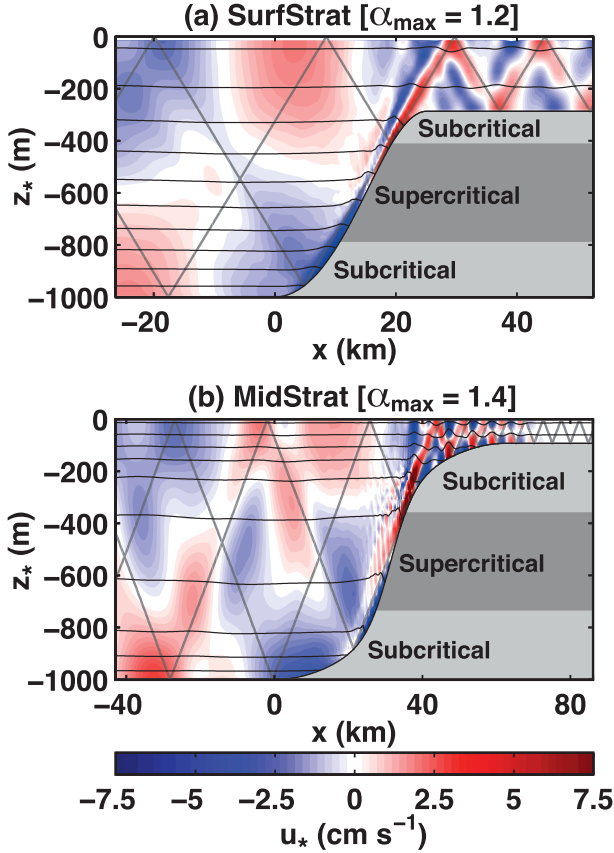 (a) SurfStrat [αmax = 1.2]
0
−200
−400
−600
−800
−1000
z* (m)
Subcritical
Supercritical
Subcritical
−20 0 20 40
x (km)
(b) MidStrat [αmax = 1.4]
0
−200
−400
−600
−800
−1000
z* (m)
Subcritical
Supercritical
Subcritical
−40 0 40 80
x (km)
−7.5 −5 −2.5 0 2.5 5 7.5
u* (cm s⁻¹)